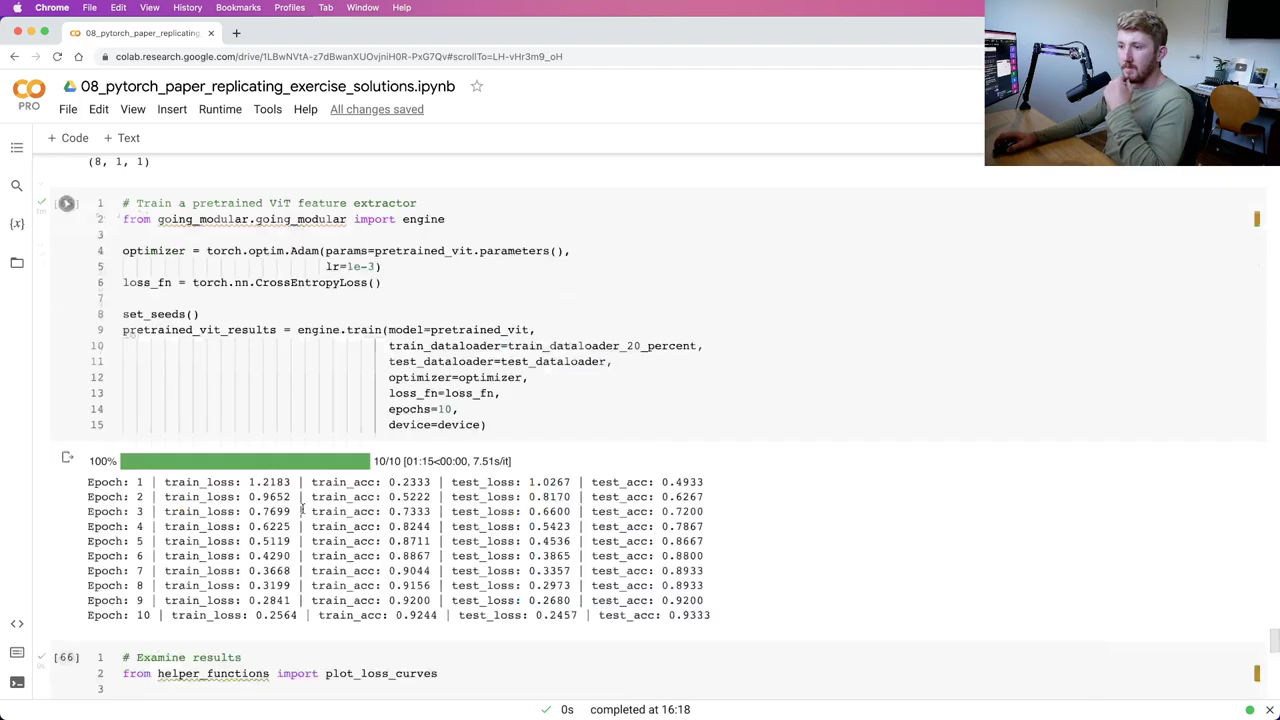 Chrome File Edit View History Bookmarks Profiles Tab Window Help
08_pytorch_paper_replicating_
colab.research.google.com/drive/
08_pytorch_paper_replicating_exercise_solutions.ipynb
PRO
File Edit View Insert Runtime Tools Help All changes saved
+ Code + Text
(8, 1, 1)
1 # Train a pretrained ViT feature extractor
2 from going_modular.going_modular import engine
3
4 optimizer = torch.optim.Adam(params=pretrained_vit.parameters(),
5 lr=1e-3)
6 loss_fn = torch.nn.CrossEntropyLoss()
7
8 set_seeds()
9 pretrained_vit_results = engine.train(model=pretrained_vit,
10 train_dataloader=train_dataloader_20_percent,
11 test_dataloader=test_dataloader,
12 optimizer=optimizer,
13 loss_fn=loss_fn,
14 epochs=10,
15 device=device)
100% 10/10 [01:15<00:00, 7.51s/it]
Epoch: 1 | train_loss: 1.2183 | train_acc: 0.2333 | test_loss: 1.0267 | test_acc: 0.4933
Epoch: 2 | train_loss: 0.9652 | train_acc: 0.5222 | test_loss: 0.8170 | test_acc: 0.6267
Epoch: 3 | train_loss: 0.7699 | train_acc: 0.7333 | test_loss: 0.6600 | test_acc: 0.7200
Epoch: 4 | train_loss: 0.6225 | train_acc: 0.8244 | test_loss: 0.5423 | test_acc: 0.7867
Epoch: 5 | train_loss: 0.5119 | train_acc: 0.8711 | test_loss: 0.4536 | test_acc: 0.8667
Epoch: 6 | train_loss: 0.4290 | train_acc: 0.8867 | test_loss: 0.3865 | test_acc: 0.8800
Epoch: 7 | train_loss: 0.3668 | train_acc: 0.9044 | test_loss: 0.3357 | test_acc: 0.8933
Epoch: 8 | train_loss: 0.3199 | train_acc: 0.9156 | test_loss: 0.2973 | test_acc: 0.8933
Epoch: 9 | train_loss: 0.2841 | train_acc: 0.9200 | test_loss: 0.2680 | test_acc: 0.9200
Epoch: 10 | train_loss: 0.2564 | train_acc: 0.9244 | test_loss: 0.2457 | test_acc: 0.9333
[66] 1 # Examine results
0s 2 from helper_functions import plot_loss_curves
3
0s completed at 16:18